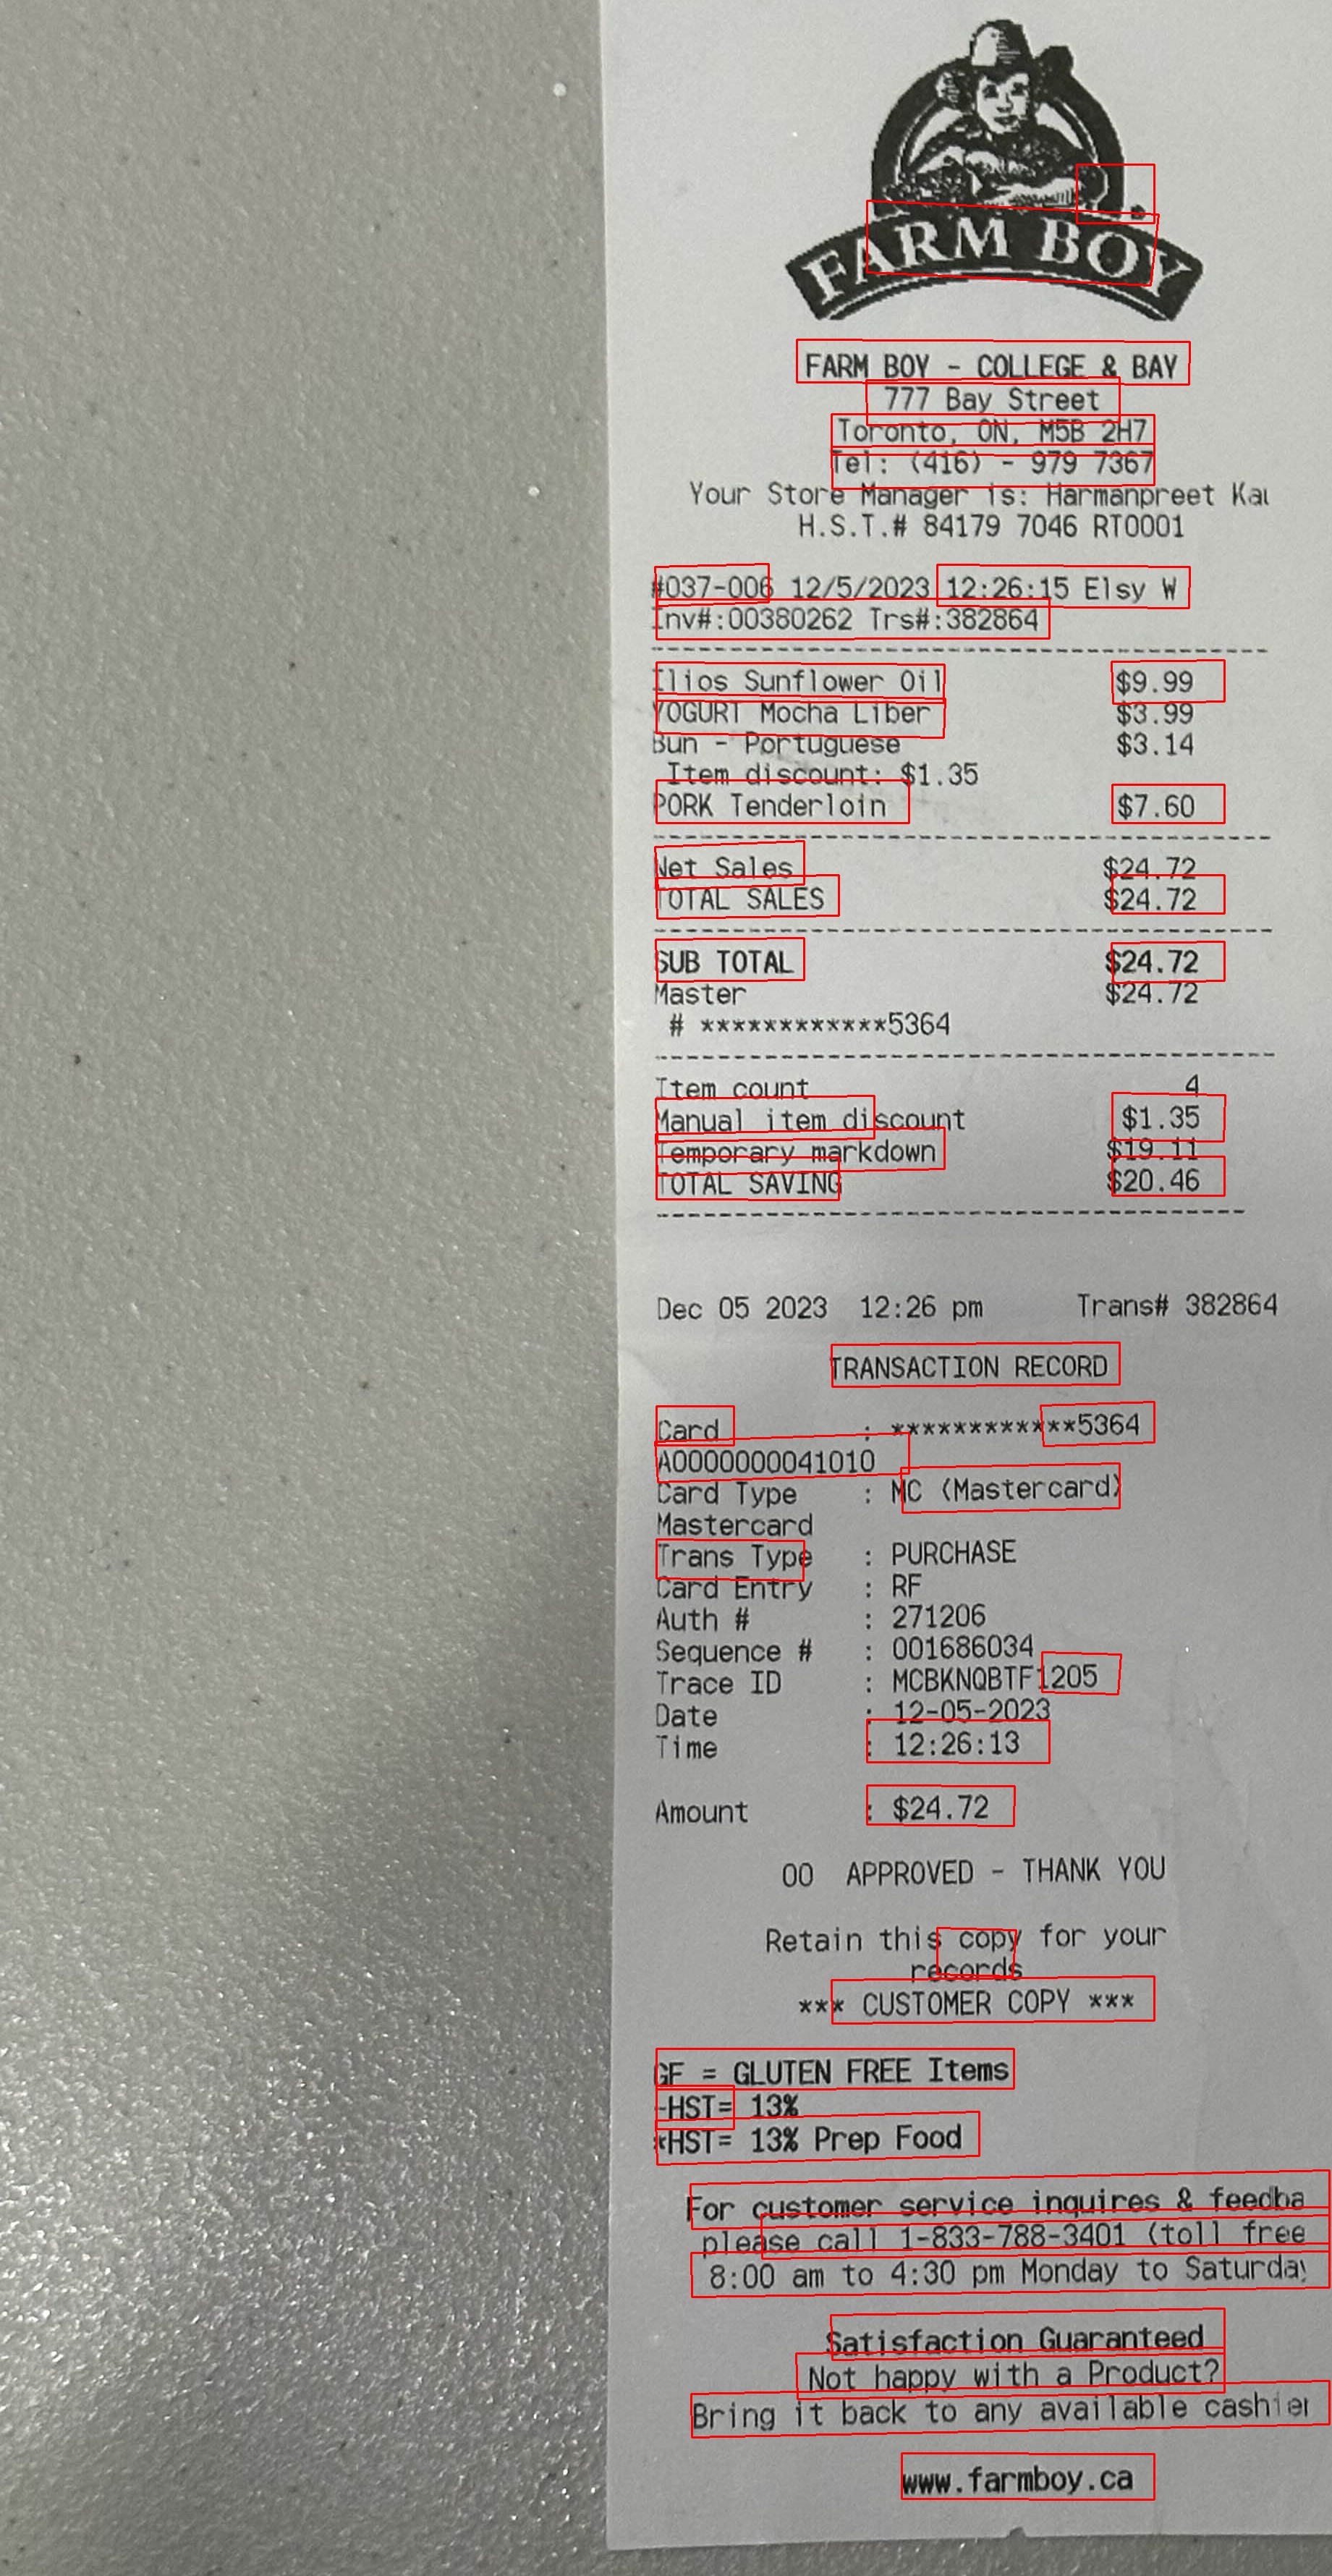 FARM BOY
FARM BOY - COLLEGE & BAY
777 Bay Street
Toronto, ON, M5B 2H7
Tel: (416) - 979 7367
Your Store Manager is: Harmanpreet Kau
H.S.T.# 84179 7046 RT0001
#037-006 12/5/2023 12:26:15 Elsy W
Inv#:00380262 Trs#:382864
Ilios Sunflower Oil $9.99
YOGURT Mocha Liber $3.99
Bun - Portuguese $3.14
Item discount: $1.35
PORK Tenderloin $7.60
Net Sales $24.72
TOTAL SALES $24.72
SUB TOTAL $24.72
Master $24.72
# ************5364
Item count 4
Manual item discount $1.35
Temporary markdown $19.11
TOTAL SAVING $20.46
Dec 05 2023 12:26 pm Trans# 382864
TRANSACTION RECORD
Card : ************5364
A0000000041010
Card Type : MC (Mastercard)
Mastercard
Trans Type : PURCHASE
Card Entry : RF
Auth # : 271206
Sequence # : 001686034
Trace ID : MCBKNQBTF1205
Date : 12-05-2023
Time : 12:26:13
Amount : $24.72
00 APPROVED - THANK YOU
Retain this copy for your
records
*** CUSTOMER COPY ***
GF = GLUTEN FREE Items
-HST= 13%
*HST= 13% Prep Food
For customer service inquires & feedba
please call 1-833-788-3401 (toll free
8:00 am to 4:30 pm Monday to Saturday
Satisfaction Guaranteed
Not happy with a Product?
Bring it back to any available cashier
www.farmboy.ca